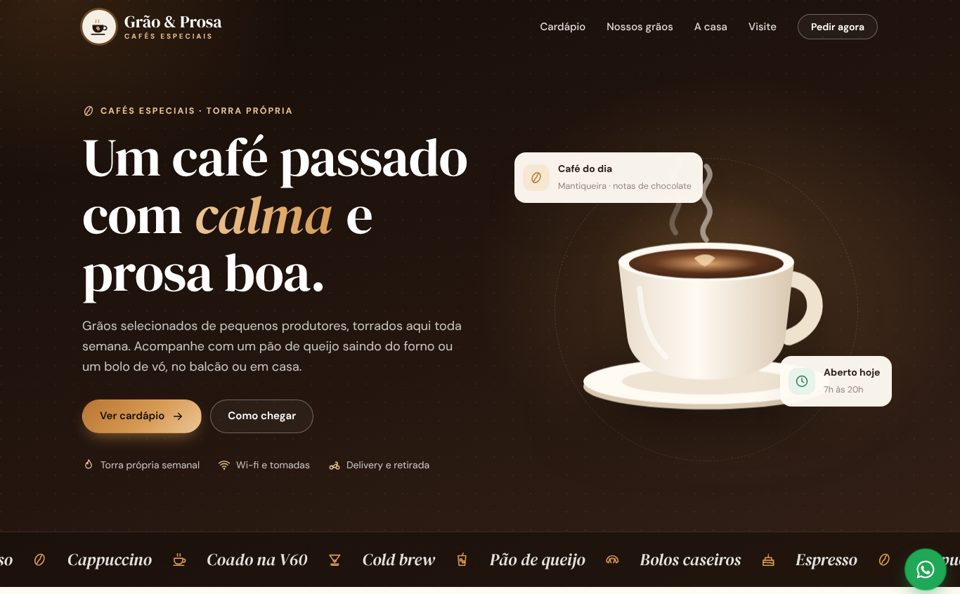 Grão & Prosa
CAFÉS ESPECIAIS
Cardápio
Nossos grãos
A casa
Visite
Pedir agora
CAFÉS ESPECIAIS · TORRA PRÓPRIA
Um café passado
com calma e
prosa boa.
Grãos selecionados de pequenos produtores, torrados aqui toda
semana. Acompanhe com um pão de queijo saindo do forno ou
um bolo de vó, no balcão ou em casa.
Ver cardápio →
Como chegar
Torra própria semanal
Wi-fi e tomadas
Delivery e retirada
Café do dia
Mantiqueira · notas de chocolate
Aberto hoje
7h às 20h
so Cappuccino Coado na V60 Cold brew Pão de queijo Bolos caseiros Espresso